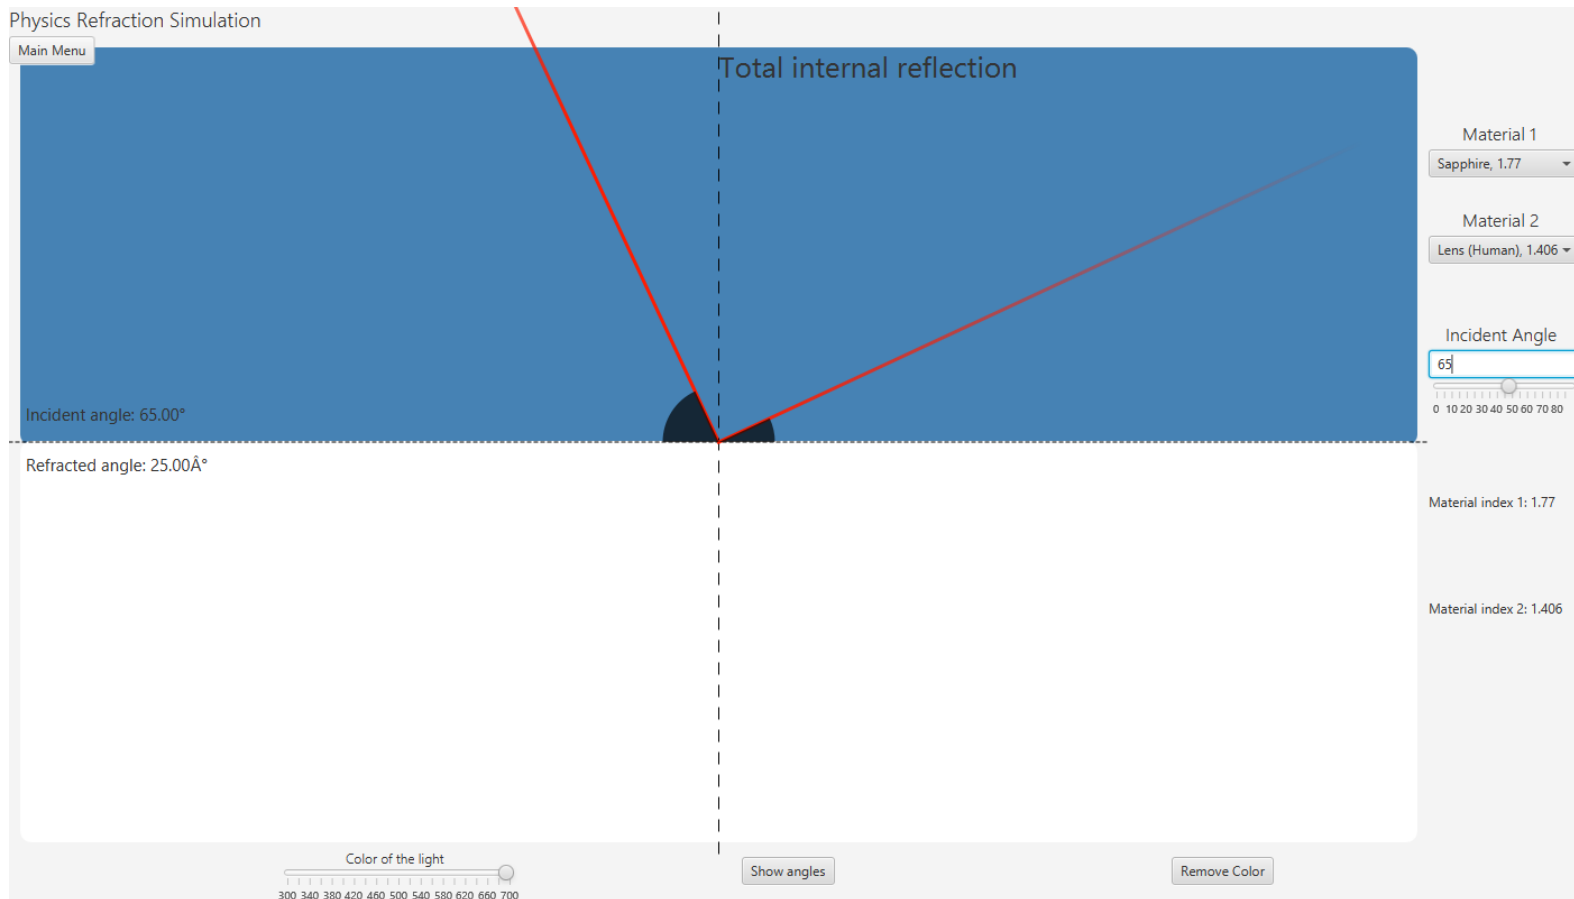 Physics Refraction Simulation
Main Menu
Total internal reflection
Material 1
Sapphire, 1.77
Material 2
Lens (Human), 1.406
Incident Angle
65
0 10 20 30 40 50 60 70 80
Incident angle: 65.00°
Refracted angle: 25.00Â°
Material index 1: 1.77
Material index 2: 1.406
Color of the light
300 340 380 420 460 500 540 580 620 660 700
Show angles
Remove Color